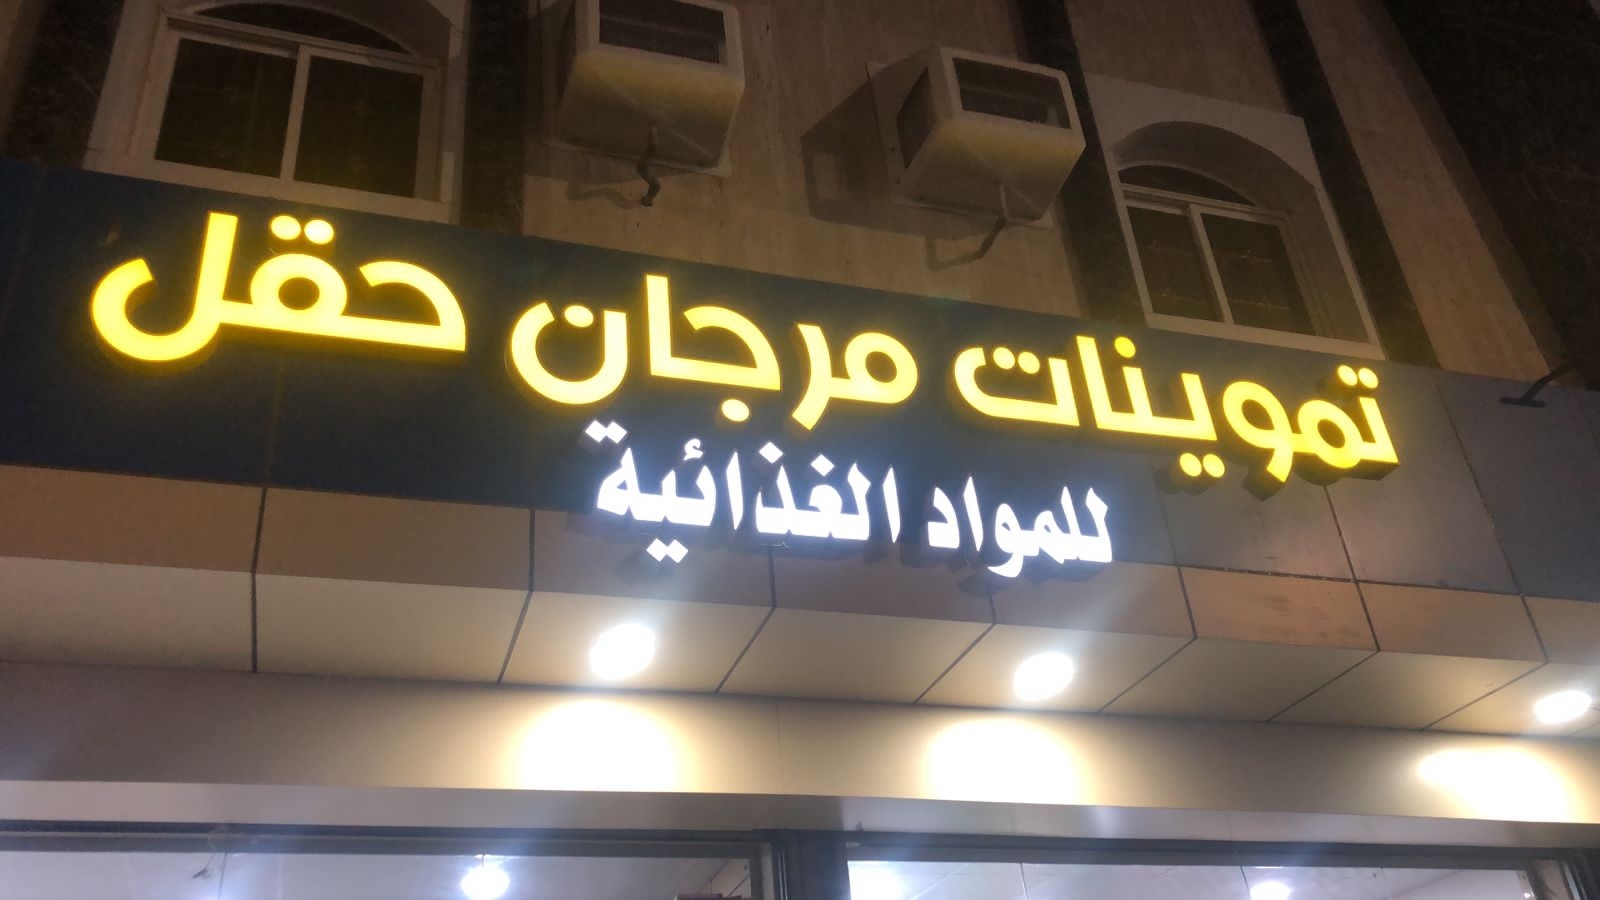 تموينات مرجان حقل
للمواد الغذائية